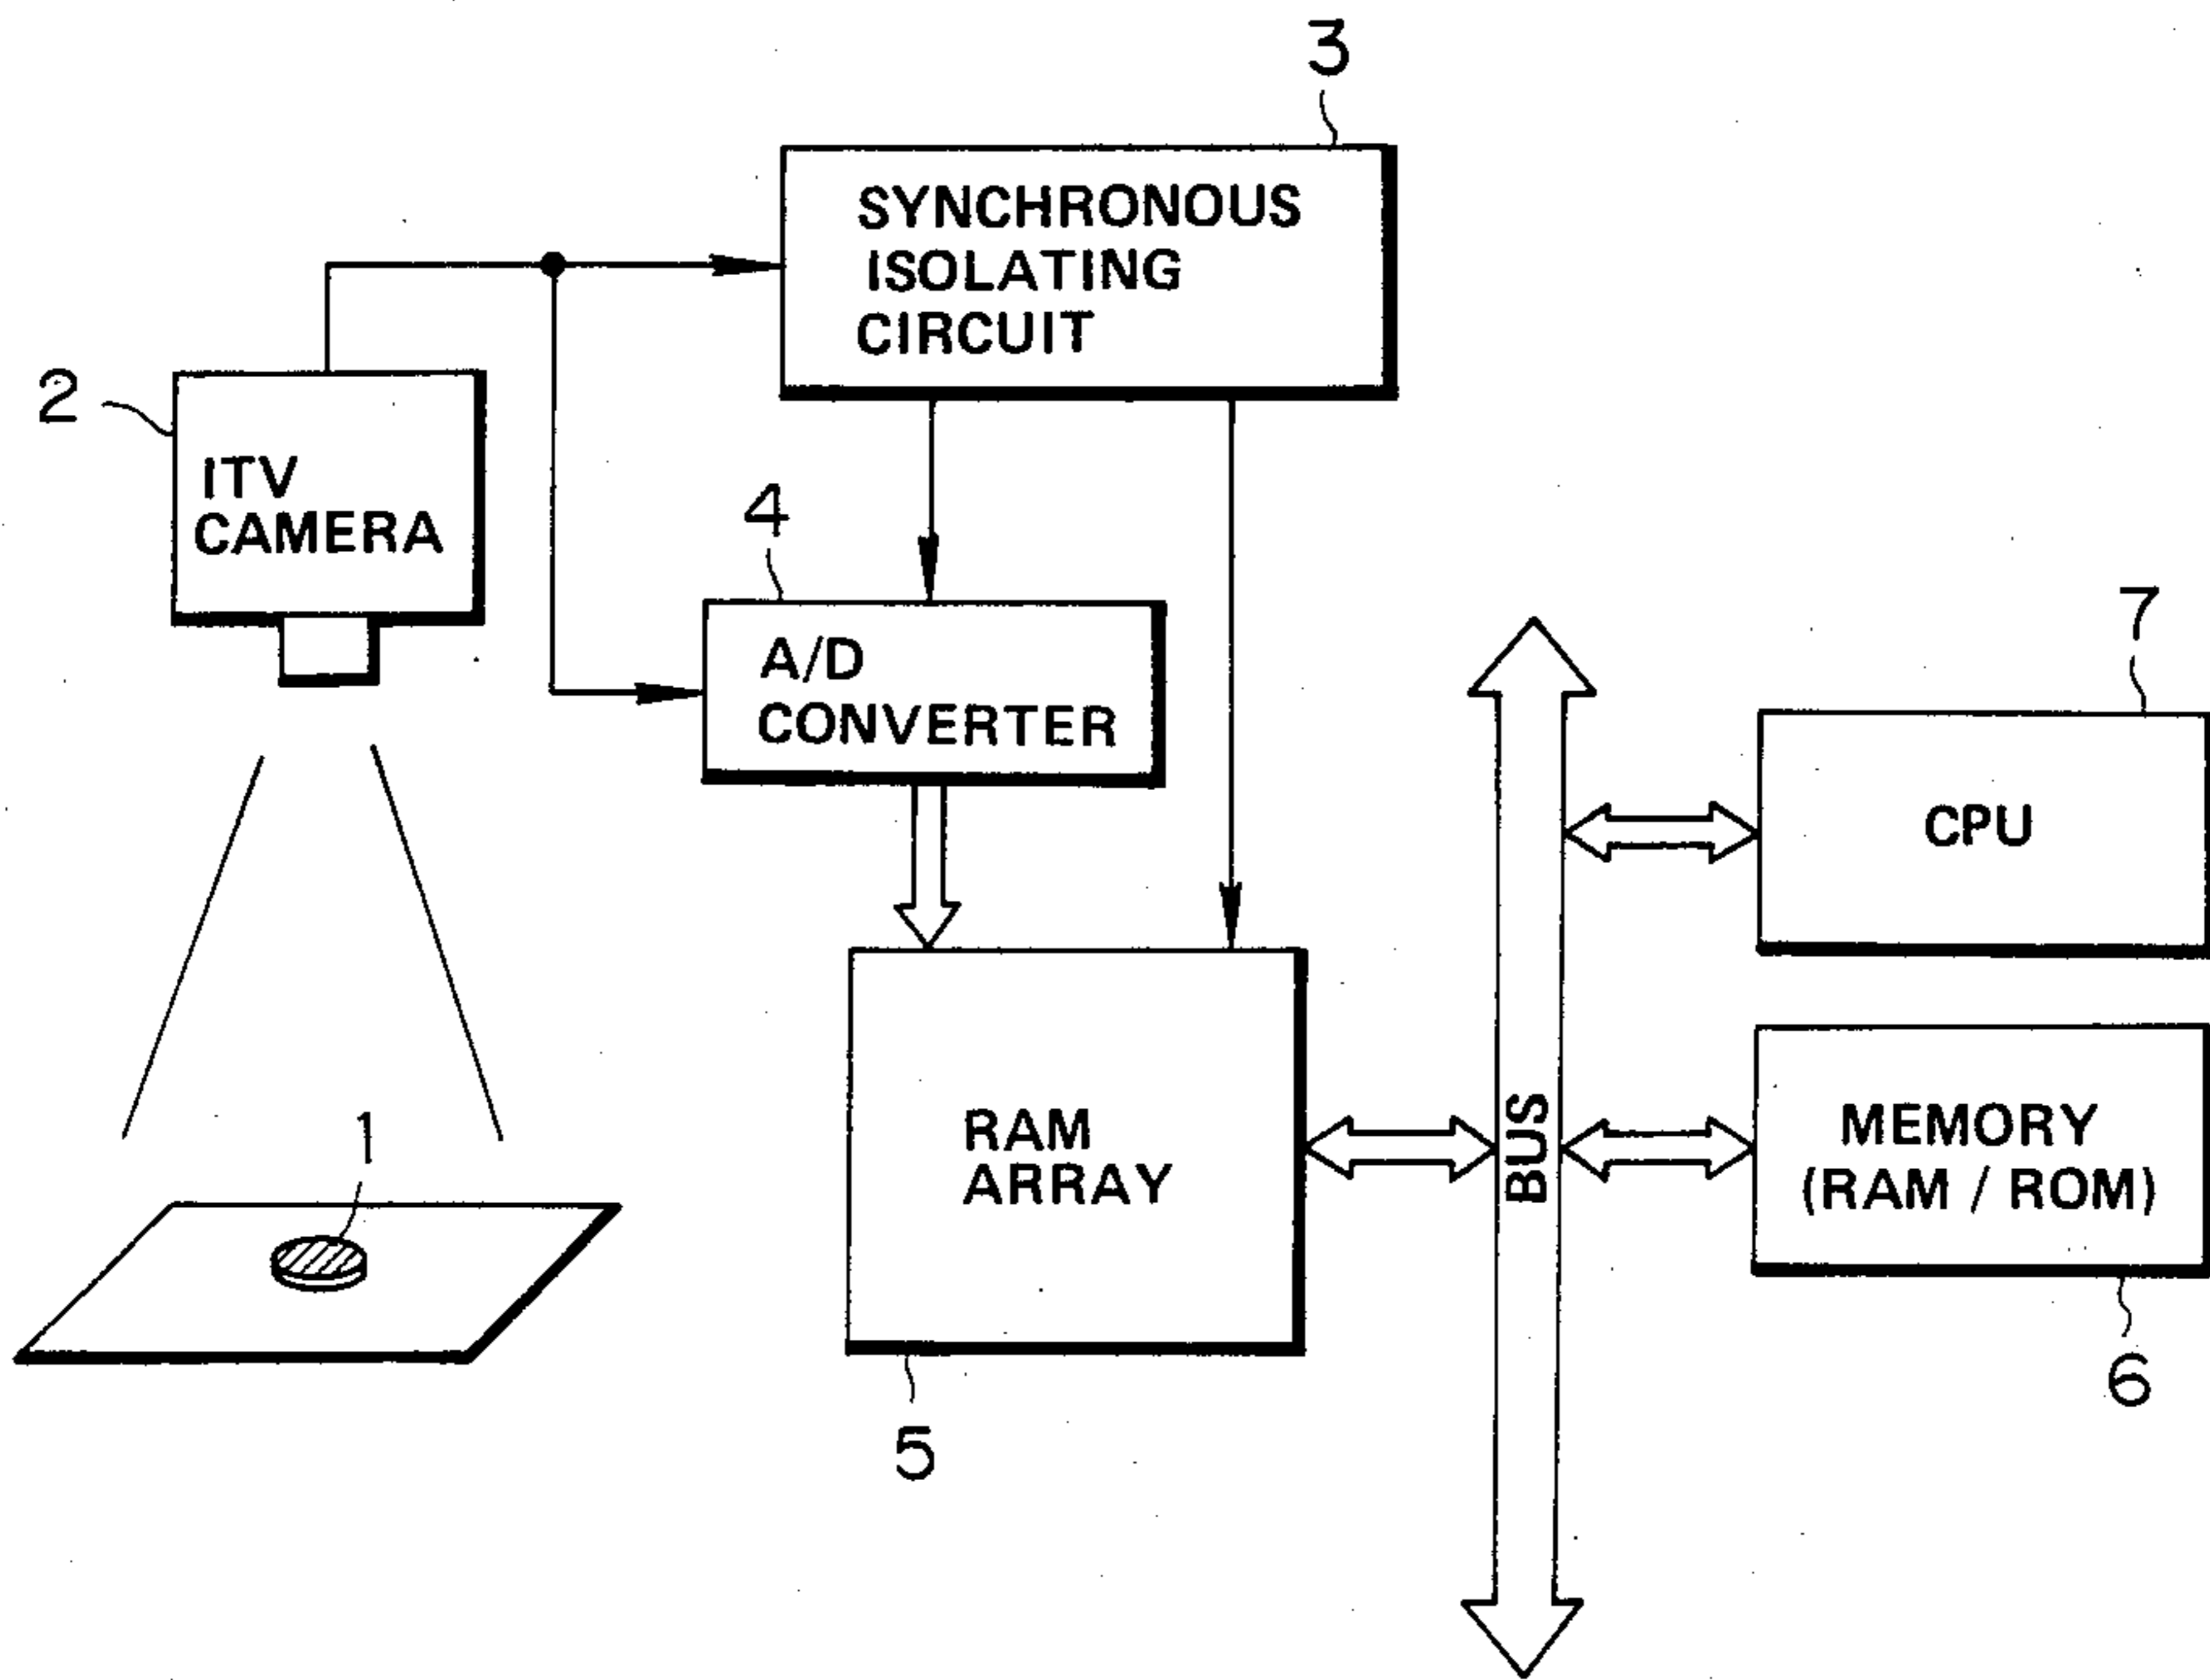 3
SYNCHRONOUS
ISOLATING
CIRCUIT
2
ITV
CAMERA
4
A/D
CONVERTER
7
CPU
1
RAM
ARRAY
BUS
MEMORY
(RAM / ROM)
5
6